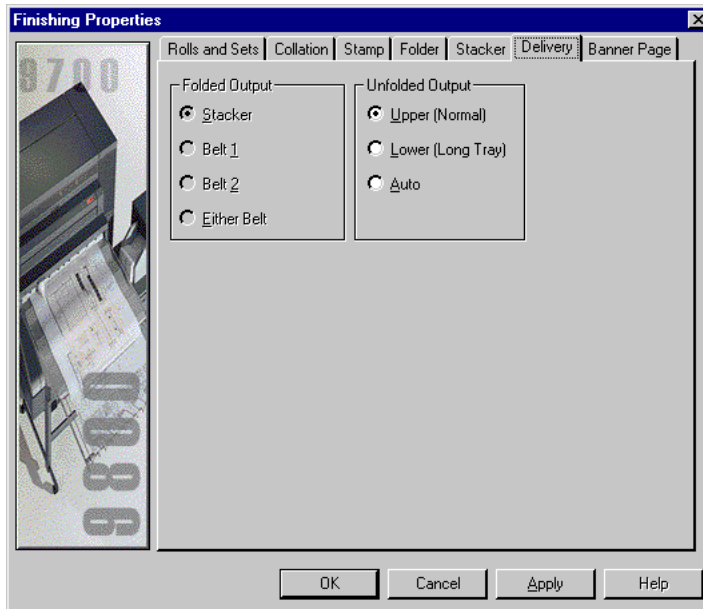 Finishing Properties
Rolls and Sets Collation Stamp Folder Stacker Delivery Banner Page
9700
9800
Folded Output
Stacker
Belt 1
Belt 2
Either Belt
Unfolded Output
Upper (Normal)
Lower (Long Tray)
Auto
OK Cancel Apply Help